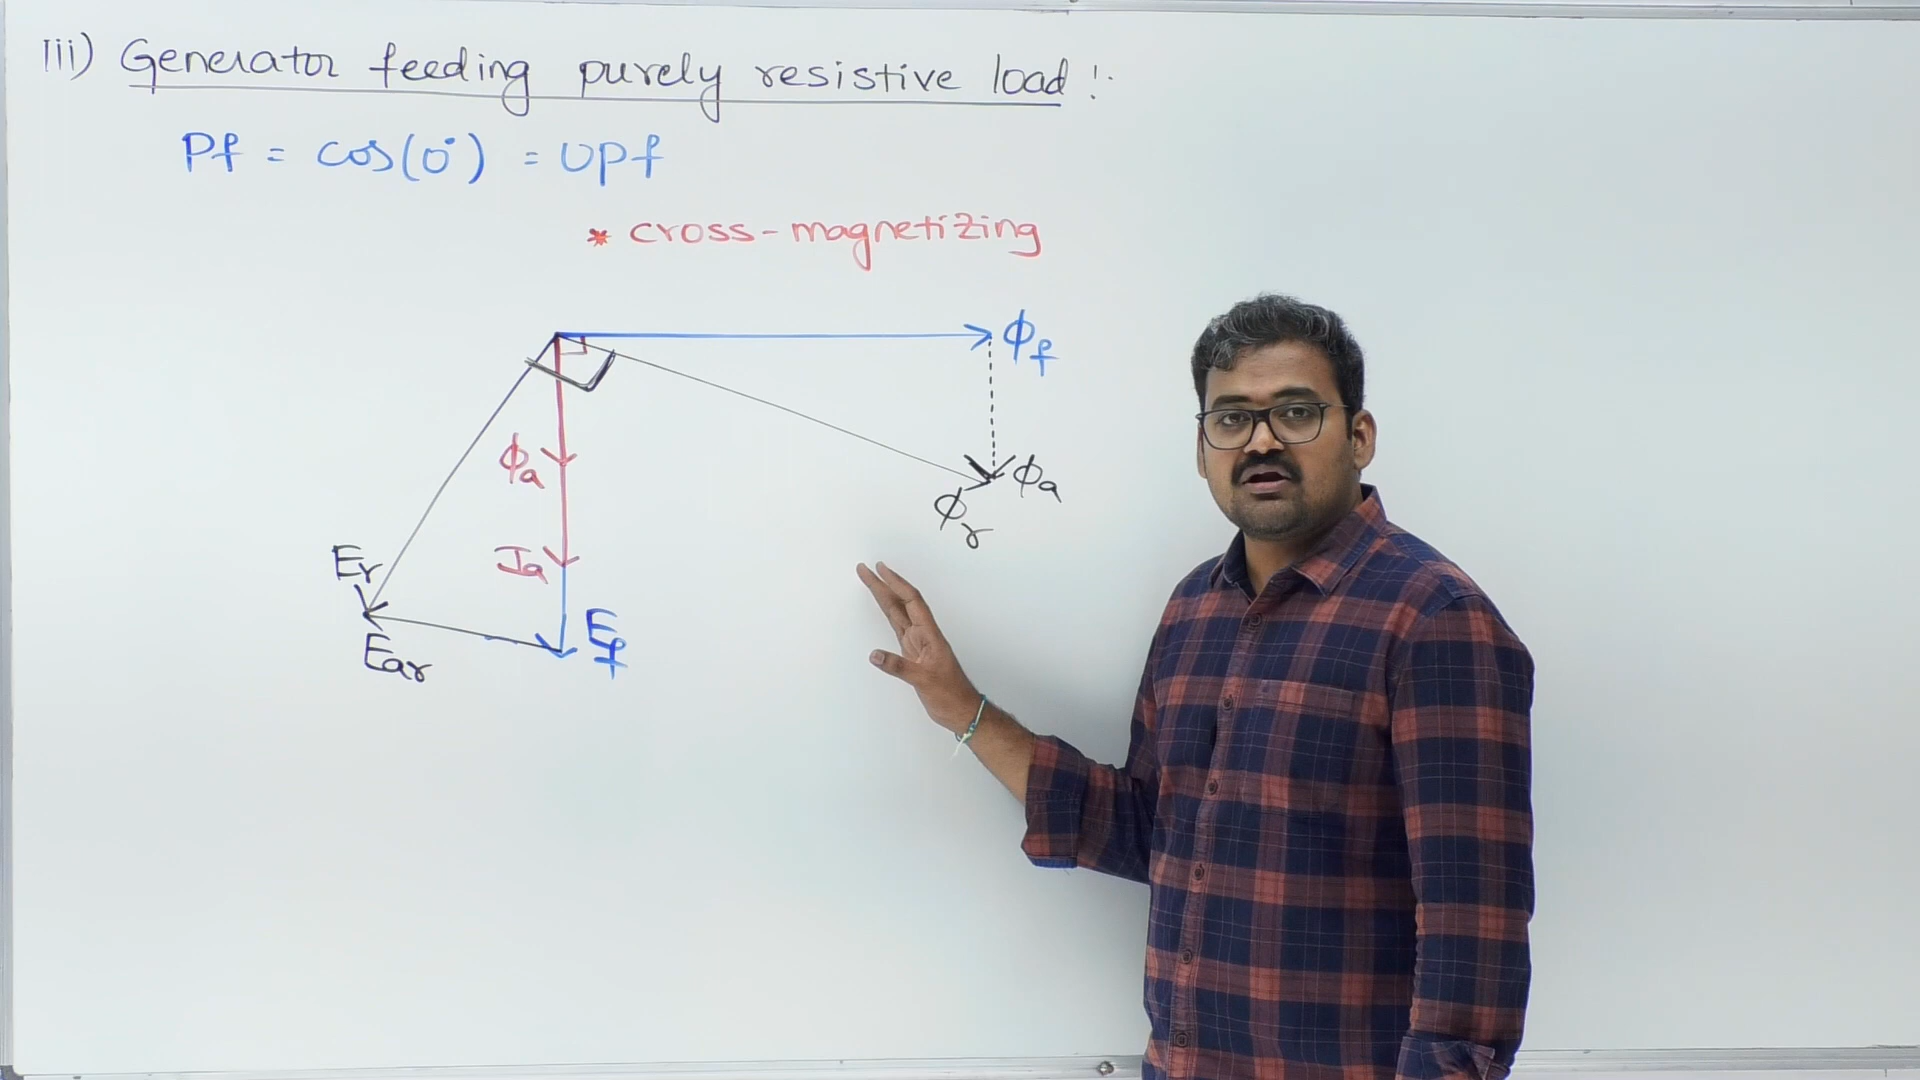 iii) Generator feeding purely resistive load :-
Pf = cos(0°) = UPf
* cross-magnetizing
ϕf
ϕa
ϕa
ϕr
Er
Ia
Ef
Ear